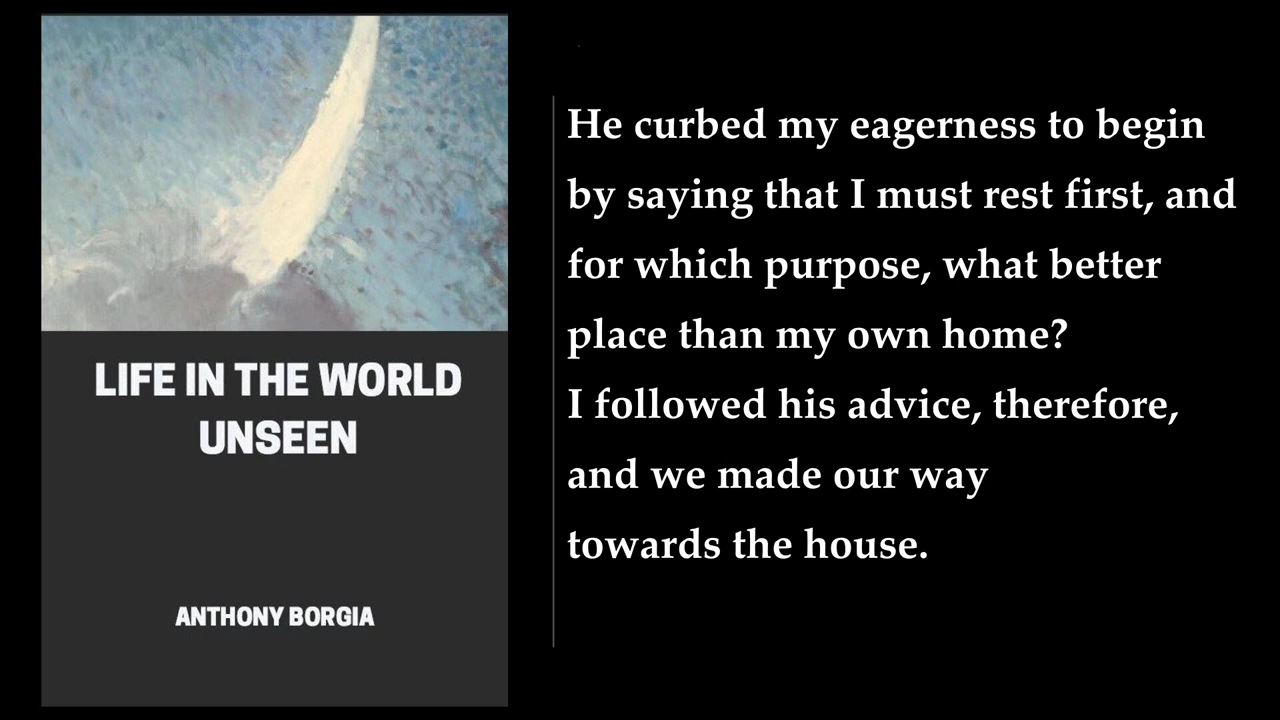 LIFE IN THE WORLD
UNSEEN
ANTHONY BORGIA
He curbed my eagerness to begin
by saying that I must rest first, and
for which purpose, what better
place than my own home?
I followed his advice, therefore,
and we made our way
towards the house.